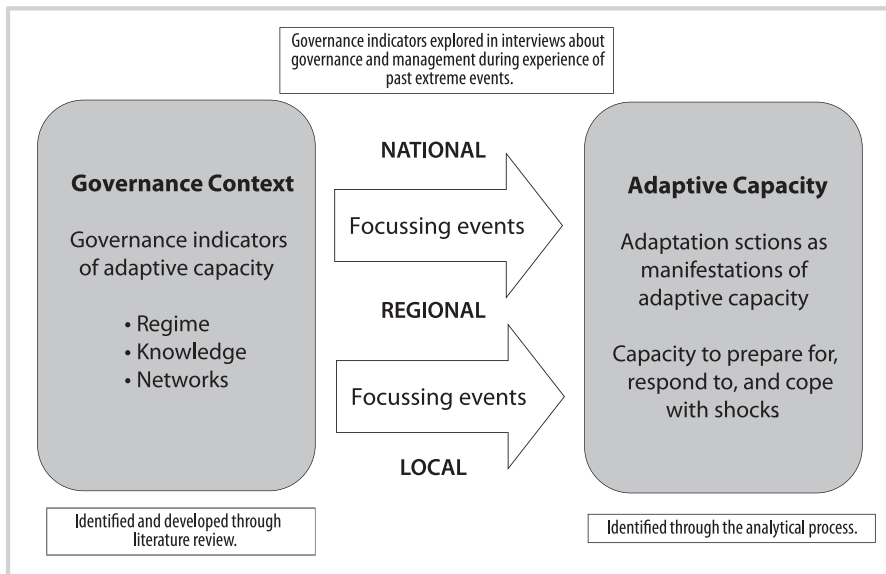 Governance indicators explored in interviews about
governance and management during experience of
past extreme events.
Governance Context
Governance indicators
of adaptive capacity
• Regime
• Knowledge
• Networks
Identified and developed through
literature review.
NATIONAL
Focussing events
REGIONAL
Focussing events
LOCAL
Adaptive Capacity
Adaptation sctions as
manifestations of
adaptive capacity
Capacity to prepare for,
respond to, and cope
with shocks
Identified through the analytical process.